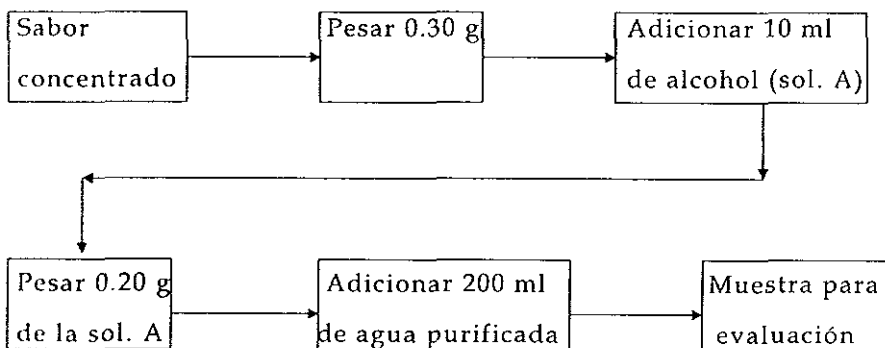 Sabor
concentrado
Pesar 0.30 g
Adicionar 10 ml
de alcohol (sol. A)
Pesar 0.20 g
de la sol. A
Adicionar 200 ml
de agua purificada
Muestra para
evaluación